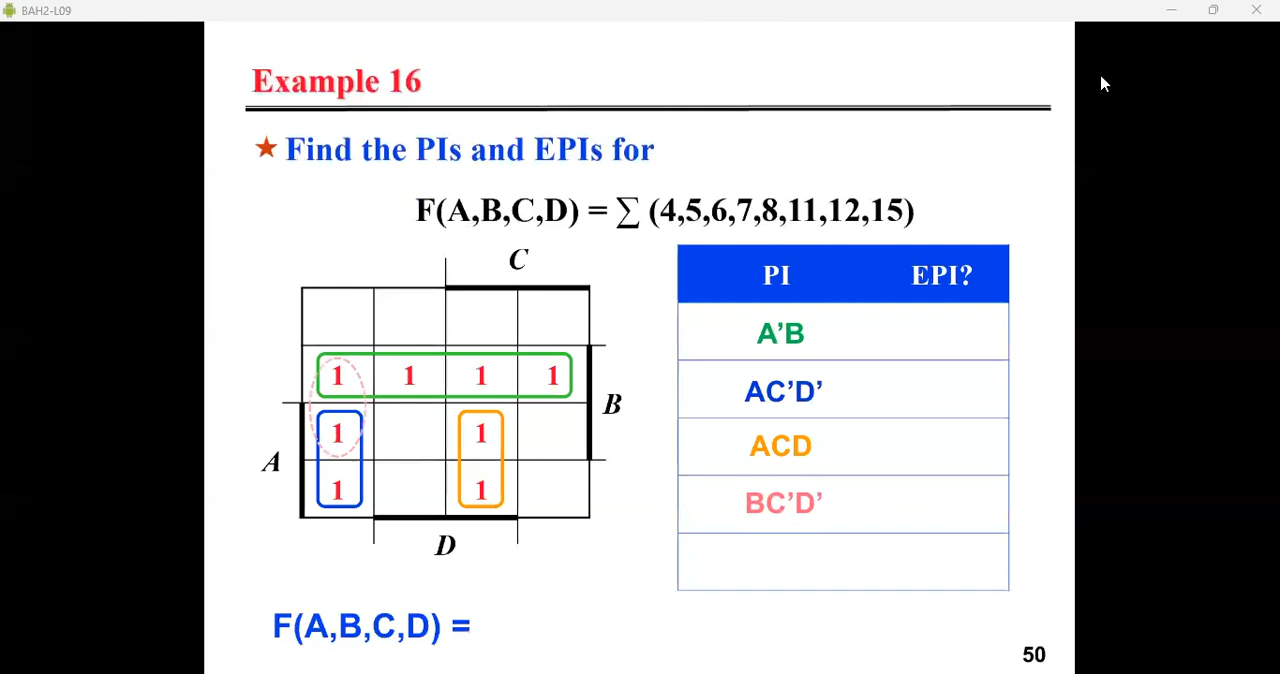 BAH2-L09
Example 16
Find the PIs and EPIs for
F(A,B,C,D) = ∑ (4,5,6,7,8,11,12,15)
C
1 1 1 1
B
1 1
A
1 1
D
PI EPI?
A’B
AC’D’
ACD
BC’D’
F(A,B,C,D) =
50